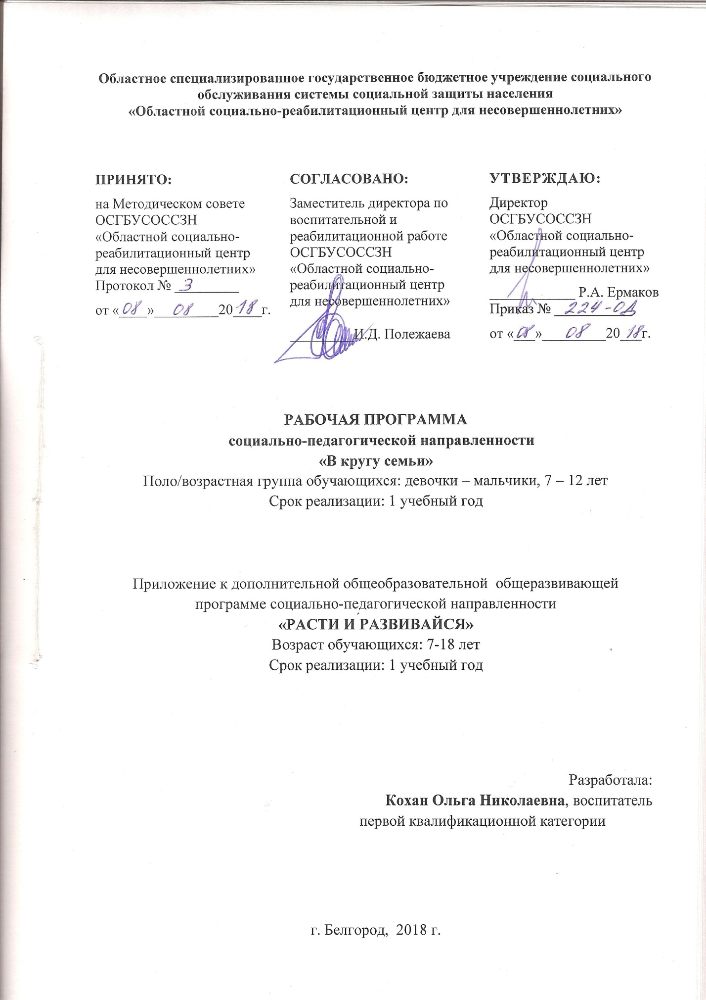 Областное специализированное государственное бюджетное учреждение социального
обслуживания системы социальной защиты населения
«Областной социально-реабилитационный центр для несовершеннолетних»
ПРИНЯТО:
на Методическом совете
ОСГБУСОССЗН
«Областной социально-
реабилитационный центр
для несовершеннолетних»
Протокол № 3
от «08» 08 2018 г.
СОГЛАСОВАНО:
Заместитель директора по
воспитательной и
реабилитационной работе
ОСГБУСОССЗН
«Областной социально-
реабилитационный центр
для несовершеннолетних»
И.Д. Полежаева
УТВЕРЖДАЮ:
Директор
ОСГБУСОССЗН
«Областной социально-
реабилитационный центр
для несовершеннолетних»
Р.А. Ермаков
Приказ № 224-ОД
от «08» 08 2018г.
РАБОЧАЯ ПРОГРАММА
социально-педагогической направленности
«В кругу семьи»
Поло/возрастная группа обучающихся: девочки – мальчики, 7 – 12 лет
Срок реализации: 1 учебный год
Приложение к дополнительной общеобразовательной общеразвивающей
программе социально-педагогической направленности
«РАСТИ И РАЗВИВАЙСЯ»
Возраст обучающихся: 7-18 лет
Срок реализации: 1 учебный год
Разработала:
Кохан Ольга Николаевна, воспитатель
первой квалификационной категории
г. Белгород, 2018 г.